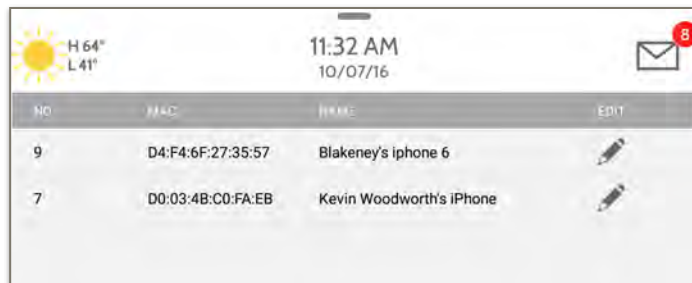 8
H 64°
11:32 AM
L 41°
10/07/16
NO MAC NAME EDIT
9 D4:F4:6F:27:35:57 Blakeney's iphone 6
7 D0:03:4B:C0:FA:EB Kevin Woodworth's iPhone